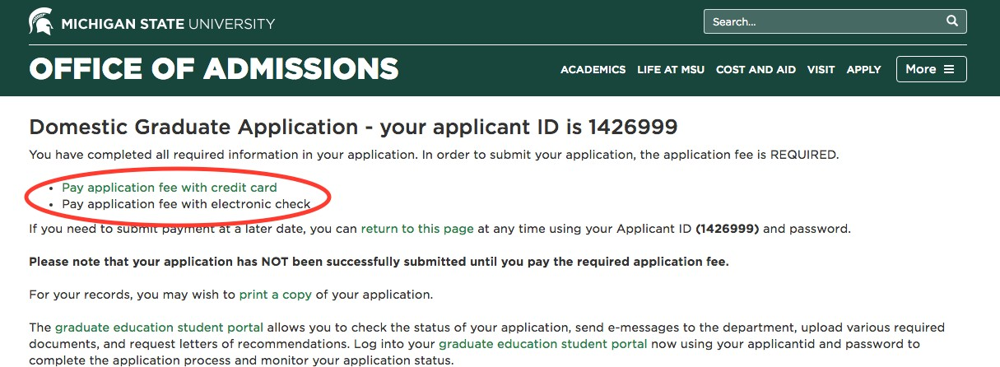 MICHIGAN STATE UNIVERSITY
Search...
OFFICE OF ADMISSIONS
ACADEMICS LIFE AT MSU COST AND AID VISIT APPLY More
Domestic Graduate Application - your applicant ID is 1426999
You have completed all required information in your application. In order to submit your application, the application fee is REQUIRED.
• Pay application fee with credit card
• Pay application fee with electronic check
If you need to submit payment at a later date, you can return to this page at any time using your Applicant ID (1426999) and password.
Please note that your application has NOT been successfully submitted until you pay the required application fee.
For your records, you may wish to print a copy of your application.
The graduate education student portal allows you to check the status of your application, send e-messages to the department, upload various required
documents, and request letters of recommendations. Log into your graduate education student portal now using your applicantid and password to
complete the application process and monitor your application status.